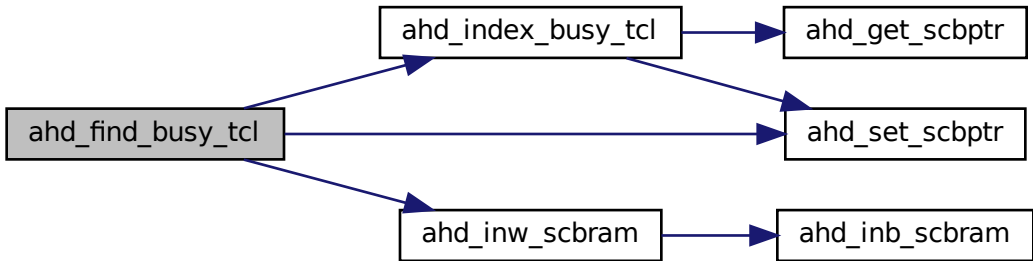 ahd_find_busy_tcl
ahd_index_busy_tcl
ahd_get_scbptr
ahd_set_scbptr
ahd_inw_scbram
ahd_inb_scbram